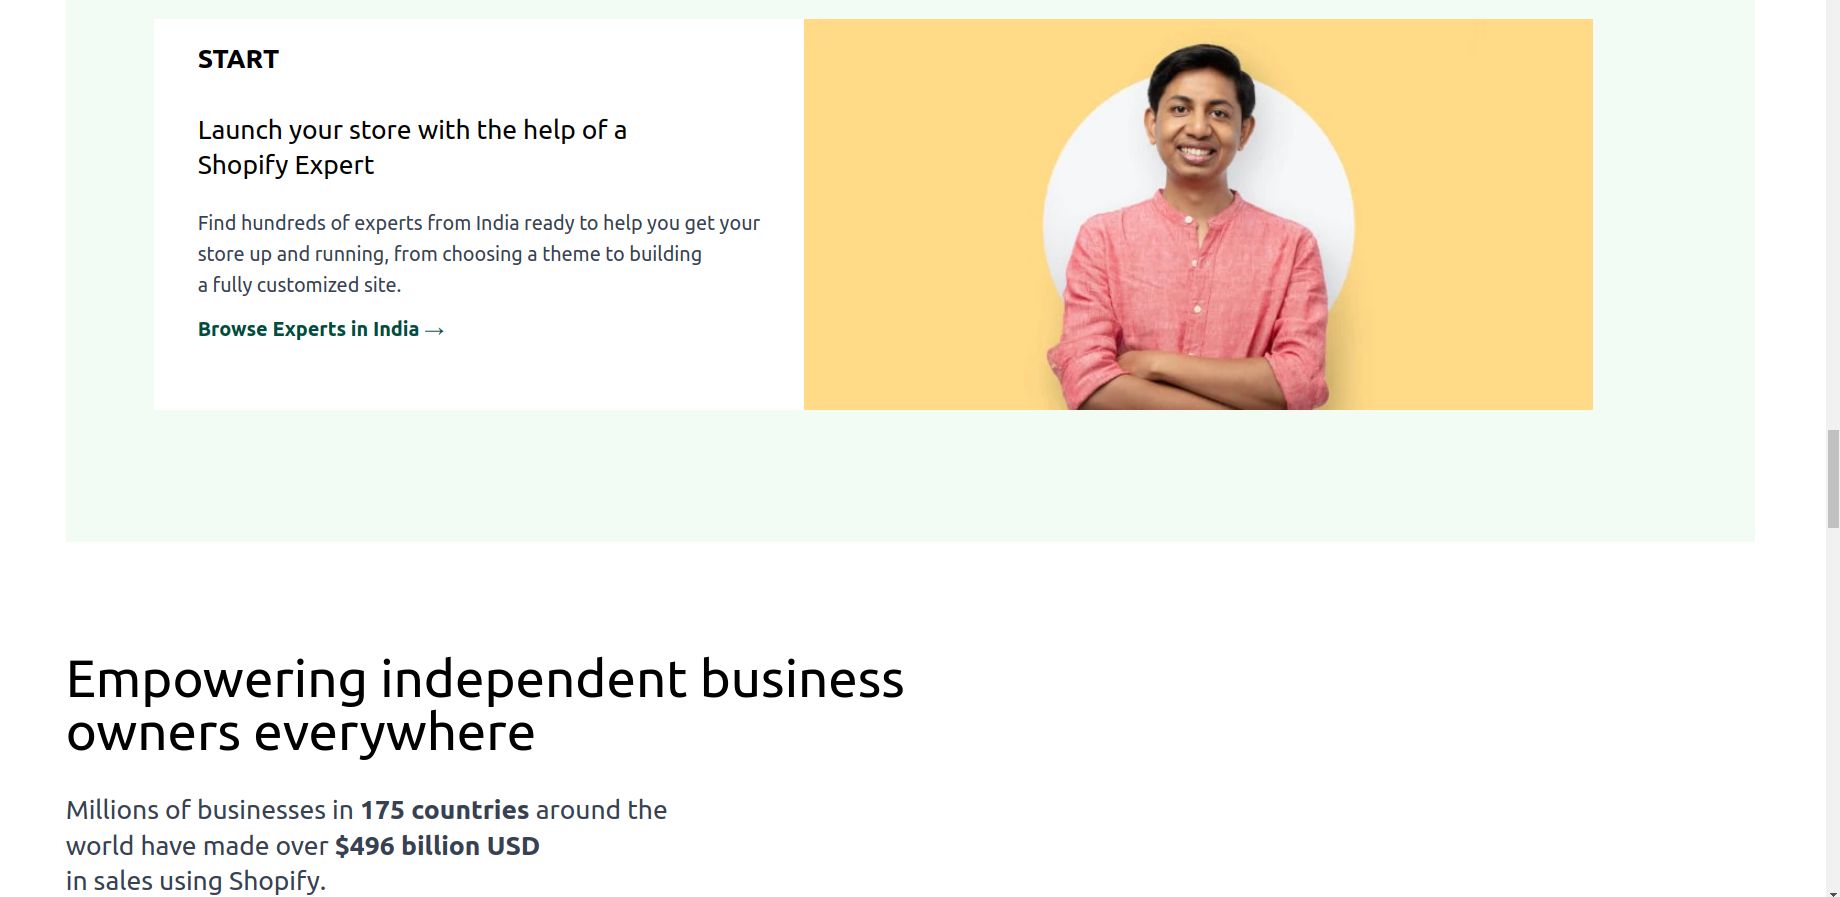 START
Launch your store with the help of a
Shopify Expert
Find hundreds of experts from India ready to help you get your
store up and running, from choosing a theme to building
a fully customized site.
Browse Experts in India →
Empowering independent business
owners everywhere
Millions of businesses in 175 countries around the
world have made over $496 billion USD
in sales using Shopify.